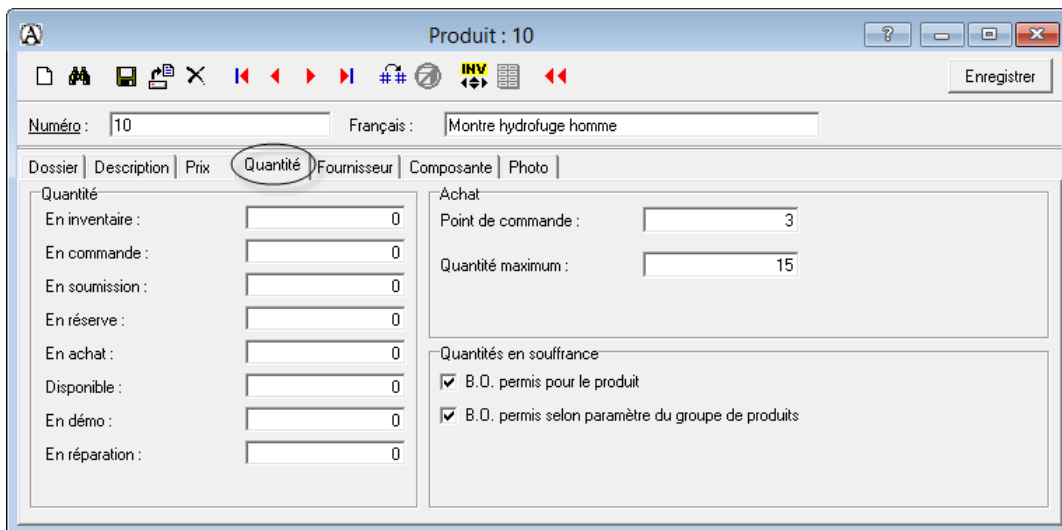 A Produit : 10 ?
## INV Enregistrer
Numéro : 10 Français : Montre hydrofuge homme
Dossier Description Prix Quantité Fournisseur Composante Photo
Quantité
En inventaire : 0
En commande : 0
En soumission : 0
En réserve : 0
En achat : 0
Disponible : 0
En démo : 0
En réparation : 0
Achat
Point de commande : 3
Quantité maximum : 15
Quantités en souffrance
B.O. permis pour le produit
B.O. permis selon paramètre du groupe de produits